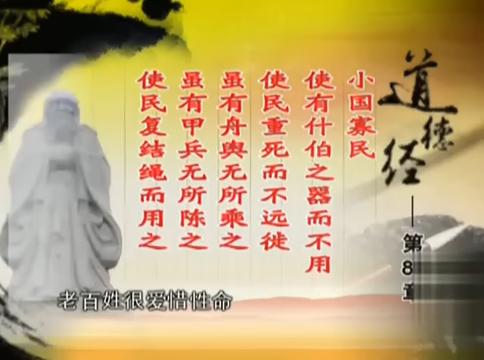 道德经
——第8章
小国寡民
使有什伯之器而不用
使民重死而不远徙
虽有舟舆无所乘之
虽有甲兵无所陈之
使民复结绳而用之
老百姓很爱惜性命